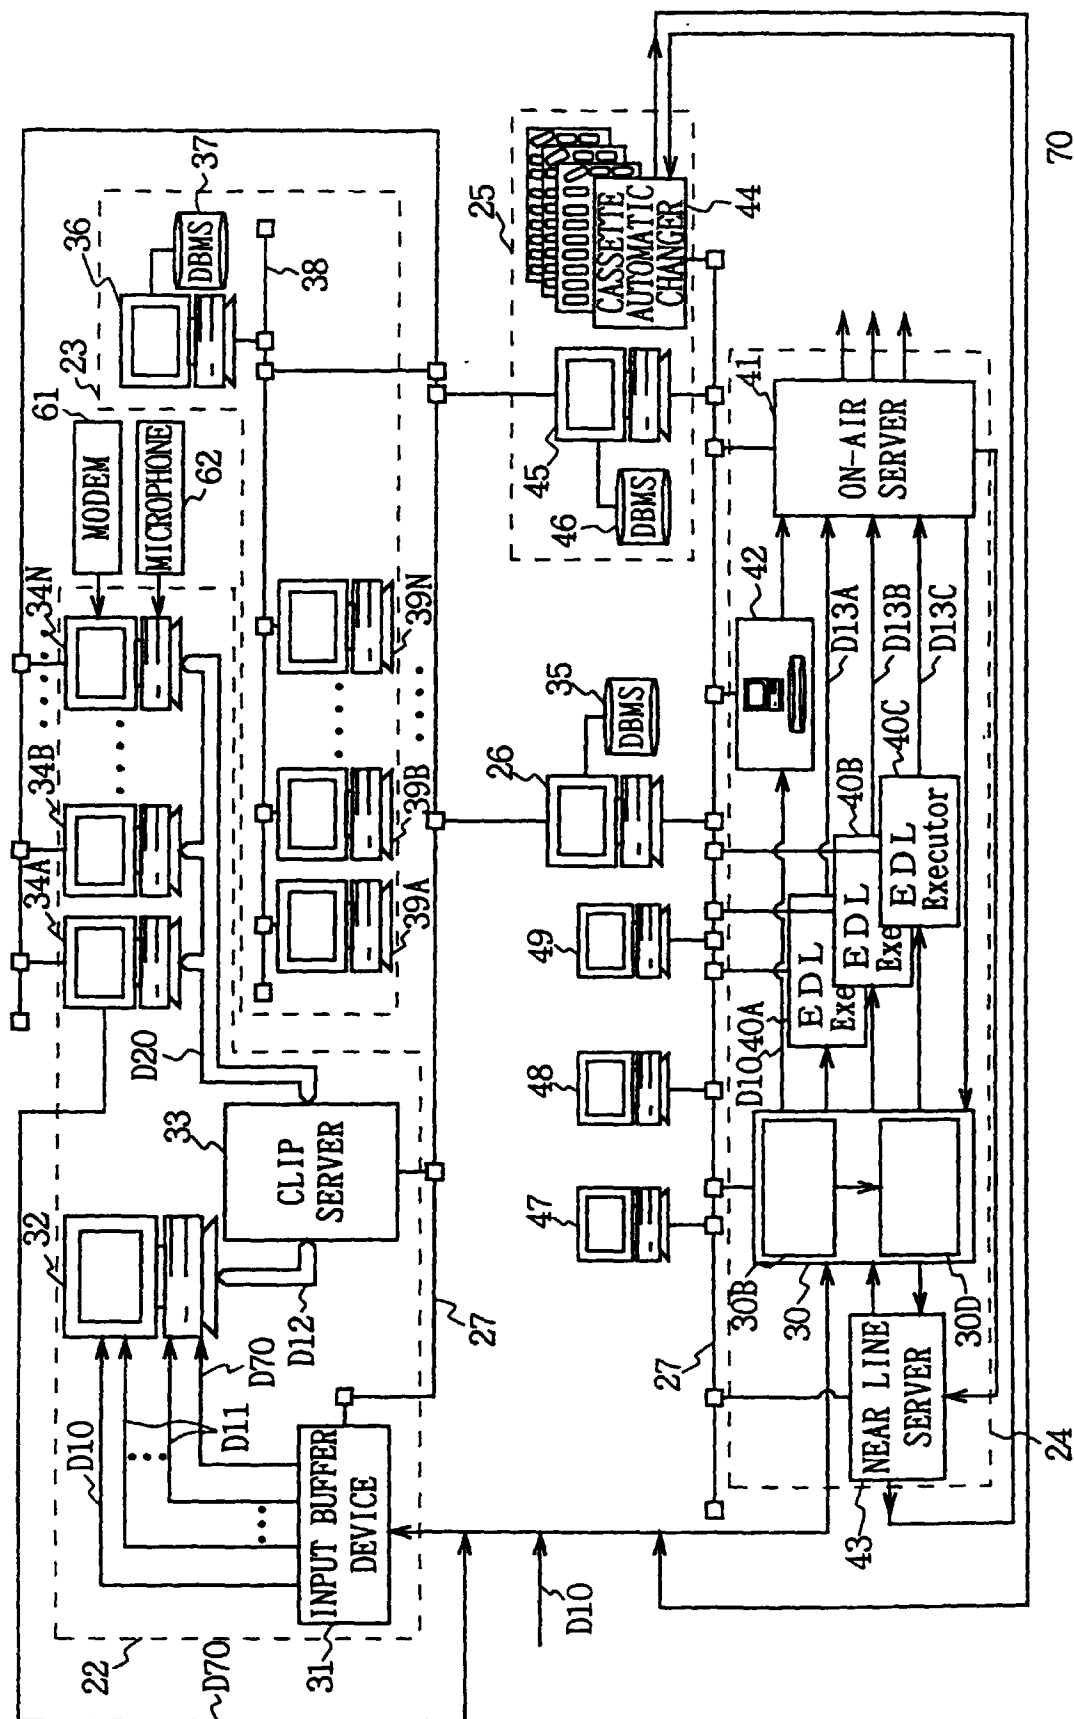 70
D70
22
D10
D11
D70
32
INPUT BUFFER
DEVICE
31
D12
33
CLIP
SERVER
D20
34A
34B
34N
MODEM
61
MICROPHONE
62
23
36
DBMS
37
38
39A
39B
39N
27
D10
26
DBMS
35
47
48
49
25
45
DBMS
46
CASSETTE
AUTOMATIC
CHANGER
44
27
24
NEAR LINE
SERVER
43
30B
30
30D
D10
40A
EDL
Exe
40B
EDL
Exe
40C
EDL
Executor
42
D13A
D13B
D13C
ON-AIR
SERVER
41